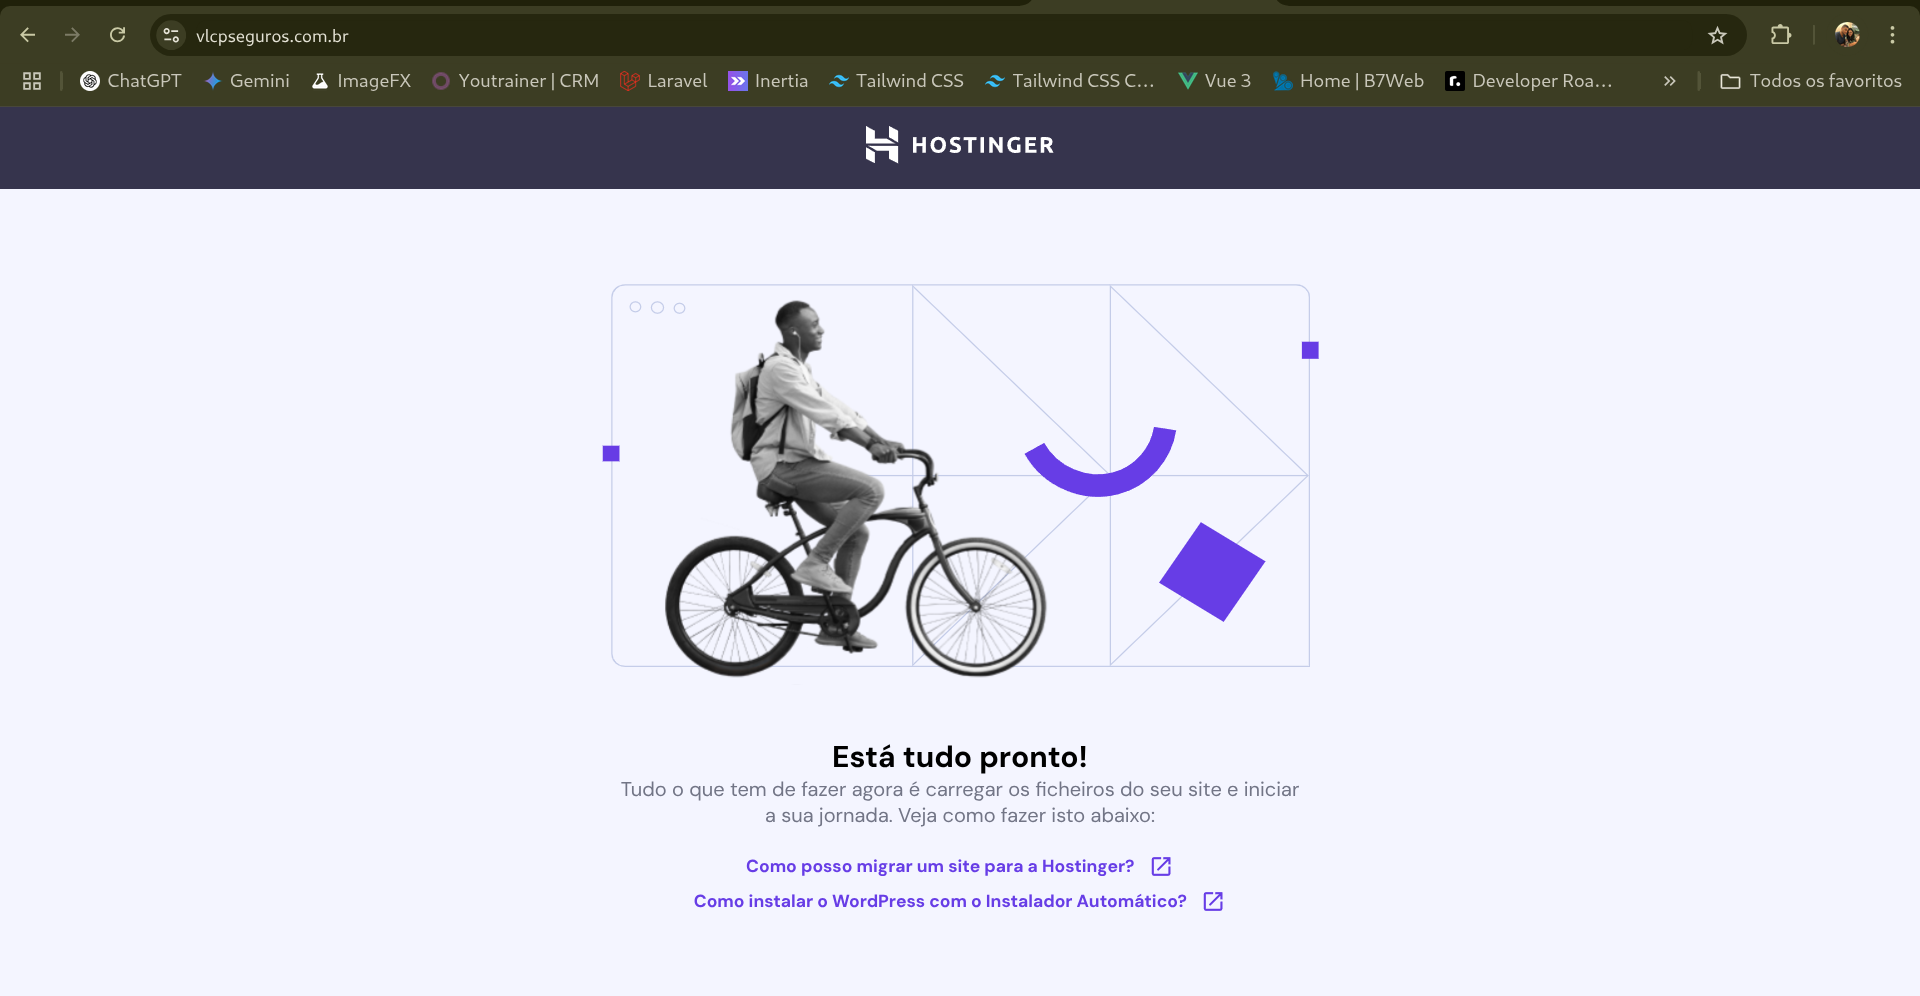 vlcpseguros.com.br
ChatGPT
Gemini
ImageFX
Youtrainer | CRM
Laravel
Inertia
Tailwind CSS
Tailwind CSS C...
Vue 3
Home | B7Web
Developer Roa...
Todos os favoritos
HOSTINGER
Está tudo pronto!
Tudo o que tem de fazer agora é carregar os ficheiros do seu site e iniciar
a sua jornada. Veja como fazer isto abaixo:
Como posso migrar um site para a Hostinger?
Como instalar o WordPress com o Instalador Automático?